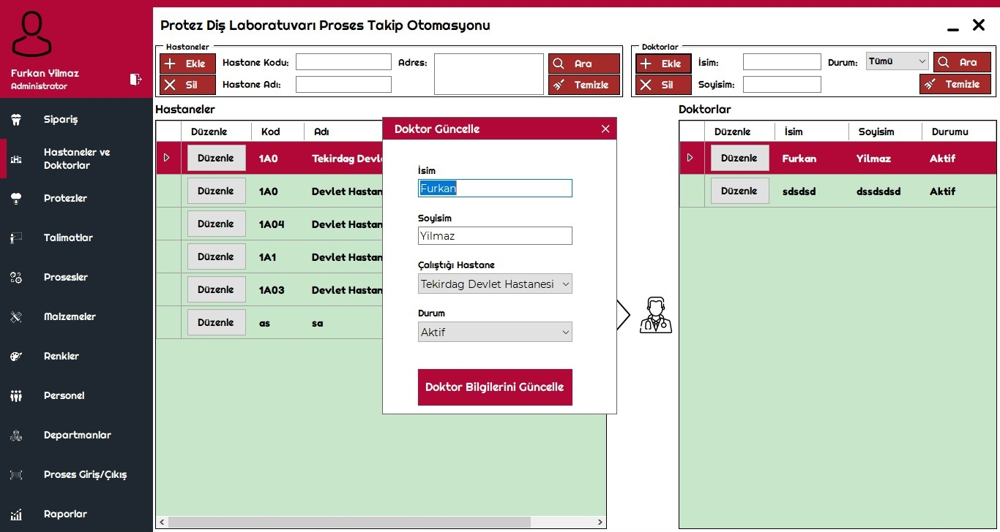 Furkan Yilmaz
Administrator
Sipariş
Hastaneler ve
Doktorlar
Protezler
Talimatlar
Prosesler
Malzemeler
Renkler
Personel
Departmanlar
Proses Giriş/Çıkış
Raporlar
Protez Diş Laboratuvarı Proses Takip Otomasyonu
Hastaneler
Ekle Hastane Kodu: Adres: Ara
Sil Hastane Adı: Temizle
Doktorlar
Ekle İsim: Durum: Tümü Ara
Sil Soyisim: Temizle
Hastaneler
Düzenle Kod Adı
Düzenle 1A0 Tekirdag Devl
Düzenle 1A0 Devlet Hastan
Düzenle 1A04 Devlet Hastan
Düzenle 1A1 Devlet Hastan
Düzenle 1A03 Devlet Hastan
Düzenle as sa
Doktor Güncelle
İsim
Furkan
Soyisim
Yilmaz
Çalıştığı Hastane
Tekirdag Devlet Hastanesi
Durum
Aktif
Doktor Bilgilerini Güncelle
Doktorlar
Düzenle İsim Soyisim Durumu
Düzenle Furkan Yilmaz Aktif
Düzenle sdsdsd dssdsdsd Aktif